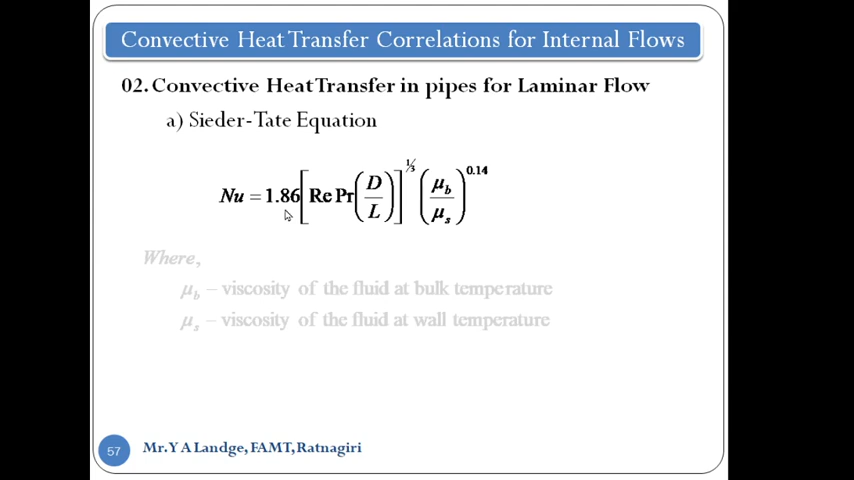 Convective Heat Transfer Correlations for Internal Flows
02. Convective Heat Transfer in pipes for Laminar Flow
a) Sieder-Tate Equation
Nu = 1.86 [Re Pr (D/L)]^1/3 (μb/μs)^0.14
Where,
μb – viscosity of the fluid at bulk temperature
μs – viscosity of the fluid at wall temperature
57 Mr. Y A Landge, FAMT, Ratnagiri